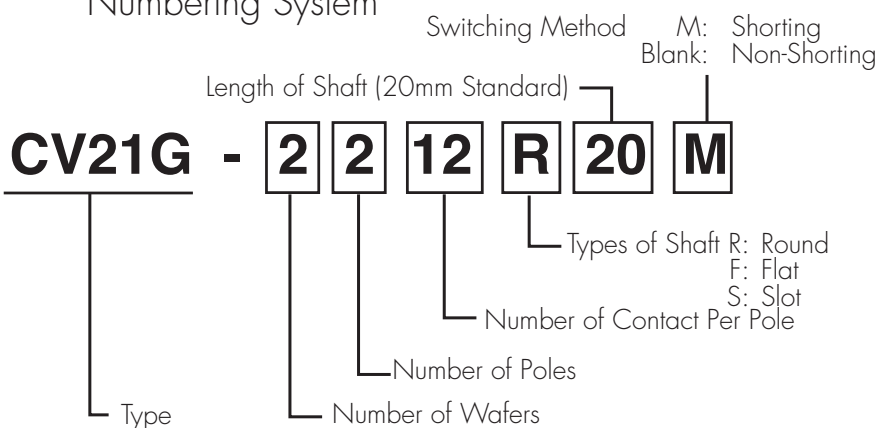 Numbering System
Switching Method M: Shorting
Blank: Non-Shorting
Length of Shaft (20mm Standard)
CV21G - 2 2 12 R 20 M
Types of Shaft R: Round
F: Flat
S: Slot
Number of Contact Per Pole
Number of Poles
Number of Wafers
Type